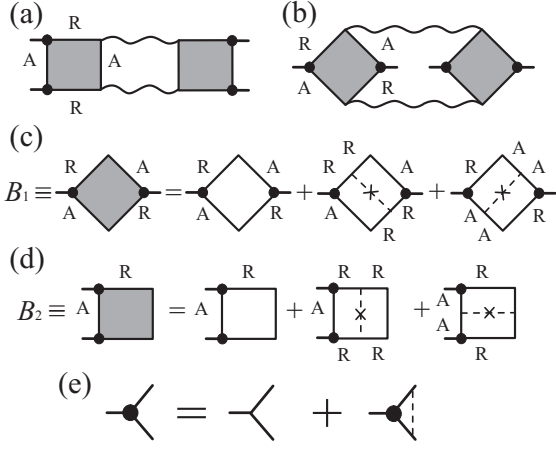 (a) (b)
R
A A
R
R A
A R
(c)
B₁ ≡ R A A R = R A A R + R A R R + R A A A R
(d)
B₂ ≡ A R = A R + R R A R R + R A A R
(e)
= +